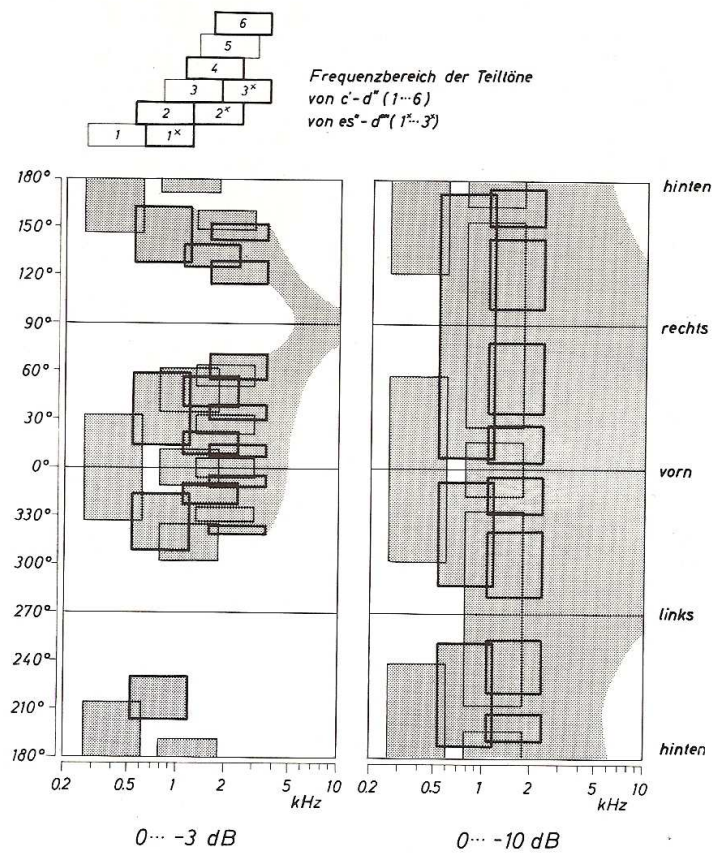 6
5
4
3 3ˣ
2 2ˣ
1 1ˣ
Frequenzbereich der Teiltöne
von c'- d‴ (1···6)
von es″- d⁗ (1ˣ··· 3ˣ)
180°
150°
120°
90°
60°
30°
0°
330°
300°
270°
240°
210°
180°
hinten
rechts
vorn
links
hinten
0.2 0.5 1 2 5 10
kHz
0.2 0.5 1 2 5 10
kHz
0··· -3 dB
0··· -10 dB